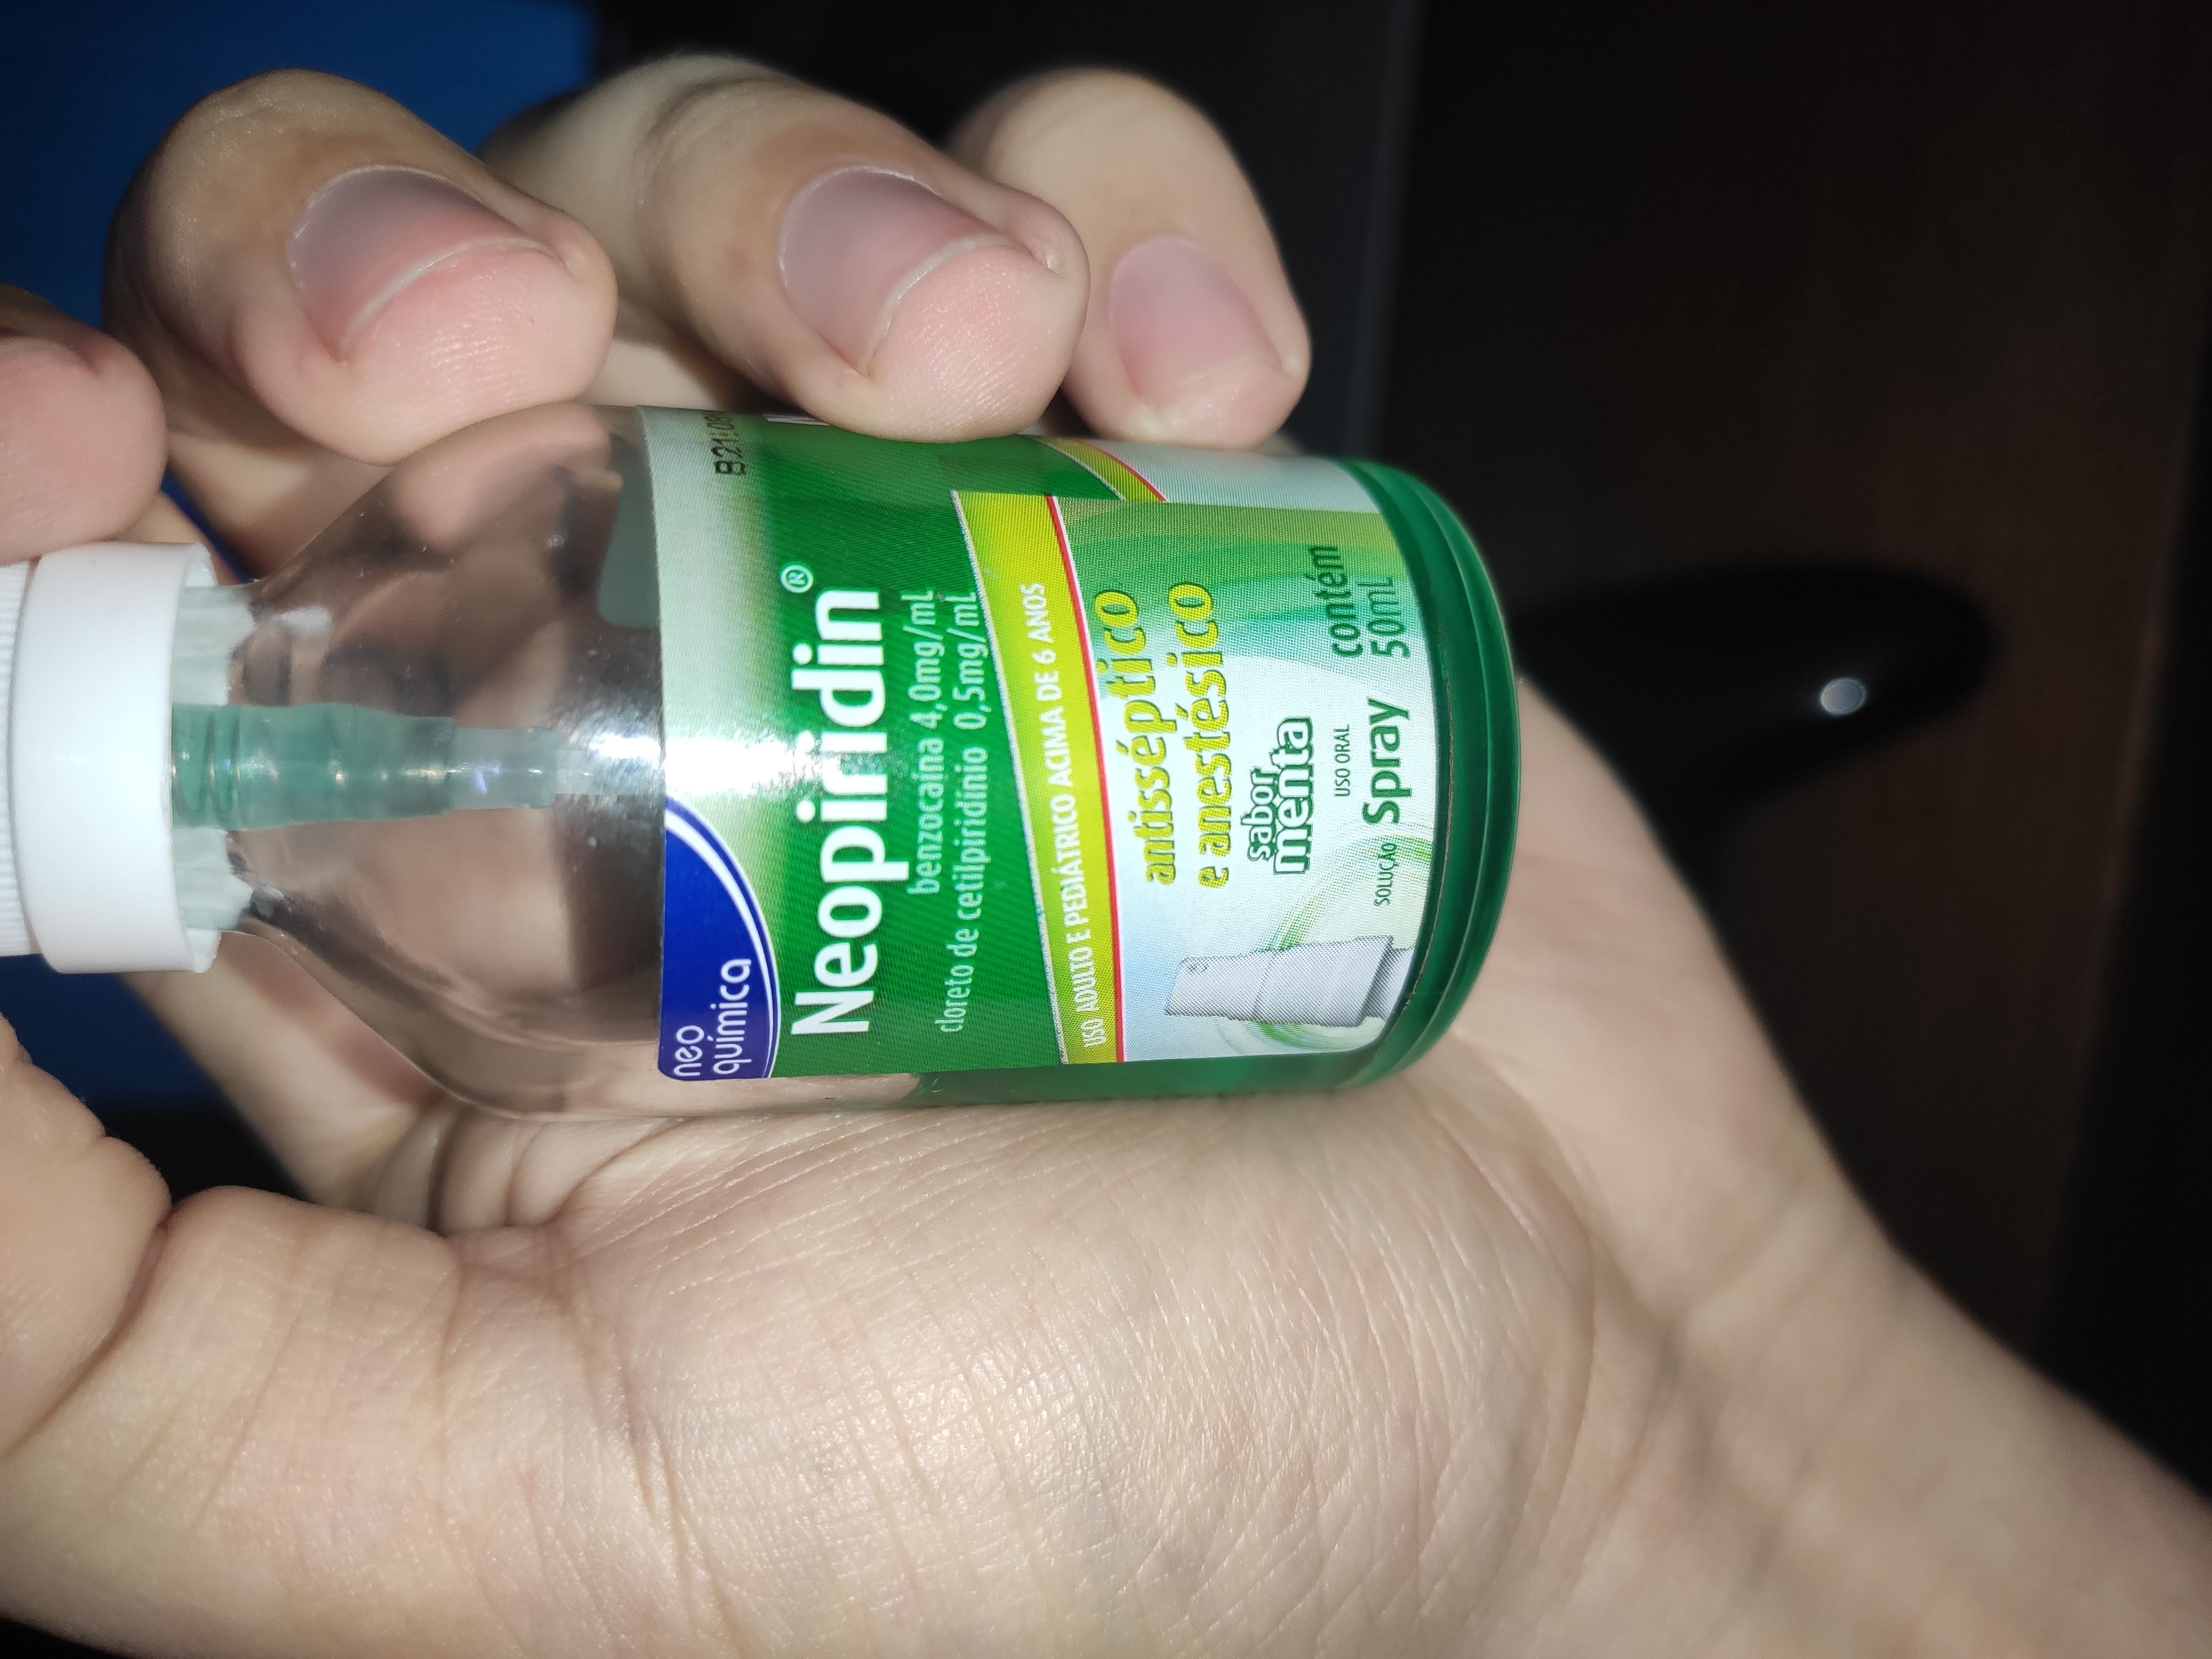 neo
química
Neopiridin®
benzocaína 4,0mg/mL
cloreto de cetilpiridínio 0,5mg/mL
USO ADULTO E PEDIÁTRICO ACIMA DE 6 ANOS
antisséptico
e anestésico
sabor
menta
USO ORAL
SOLUÇÃO Spray
contém
50mL